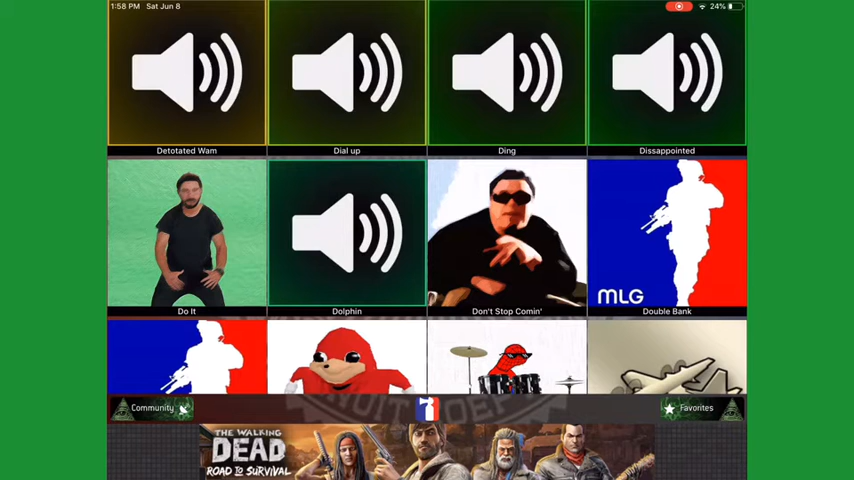 1:58 PM Sat Jun 8
24%
Detotated Wam
Dial up
Ding
Dissappointed
MLG
Do It
Dolphin
Don't Stop Comin'
Double Bank
Community
Favorites
THE WALKING
DEAD
ROAD TO SURVIVAL